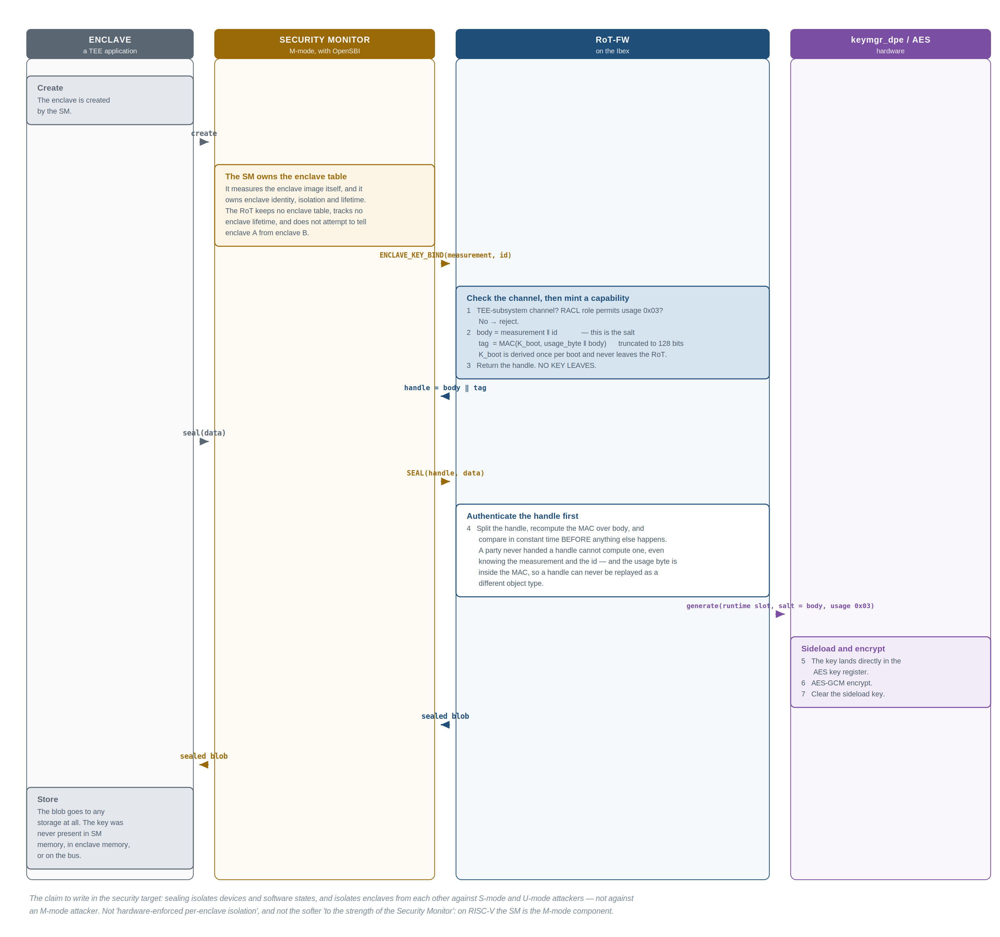 ENCLAVE
a TEE application
SECURITY MONITOR
M-mode, with OpenSBI
RoT-FW
on the Ibex
keymgr_dpe / AES
hardware
Create
The enclave is created
by the SM.
create
The SM owns the enclave table
It measures the enclave image itself, and it
owns enclave identity, isolation and lifetime.
The RoT keeps no enclave table, tracks no
enclave lifetime, and does not attempt to tell
enclave A from enclave B.
ENCLAVE_KEY_BIND(measurement, id)
Check the channel, then mint a capability
1 TEE-subsystem channel? RACL role permits usage 0x03?
No → reject.
2 body = measurement ‖ id — this is the salt
tag = MAC(K_boot, usage_byte ‖ body) truncated to 128 bits
K_boot is derived once per boot and never leaves the RoT.
3 Return the handle. NO KEY LEAVES.
handle = body ‖ tag
seal(data)
SEAL(handle, data)
Authenticate the handle first
4 Split the handle, recompute the MAC over body, and
compare in constant time BEFORE anything else happens.
A party never handed a handle cannot compute one, even
knowing the measurement and the id — and the usage byte is
inside the MAC, so a handle can never be replayed as a
different object type.
generate(runtime slot, salt = body, usage 0x03)
Sideload and encrypt
5 The key lands directly in the
AES key register.
6 AES-GCM encrypt.
7 Clear the sideload key.
sealed blob
sealed blob
Store
The blob goes to any
storage at all. The key was
never present in SM
memory, in enclave memory,
or on the bus.
The claim to write in the security target: sealing isolates devices and software states, and isolates enclaves from each other against S-mode and U-mode attackers — not against
an M-mode attacker. Not 'hardware-enforced per-enclave isolation', and not the softer 'to the strength of the Security Monitor': on RISC-V the SM is the M-mode component.